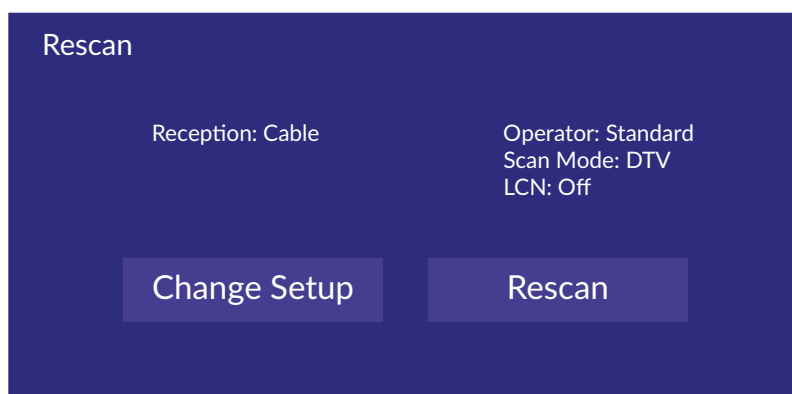 Rescan
Reception: Cable
Operator: Standard
Scan Mode: DTV
LCN: Off
Change Setup
Rescan